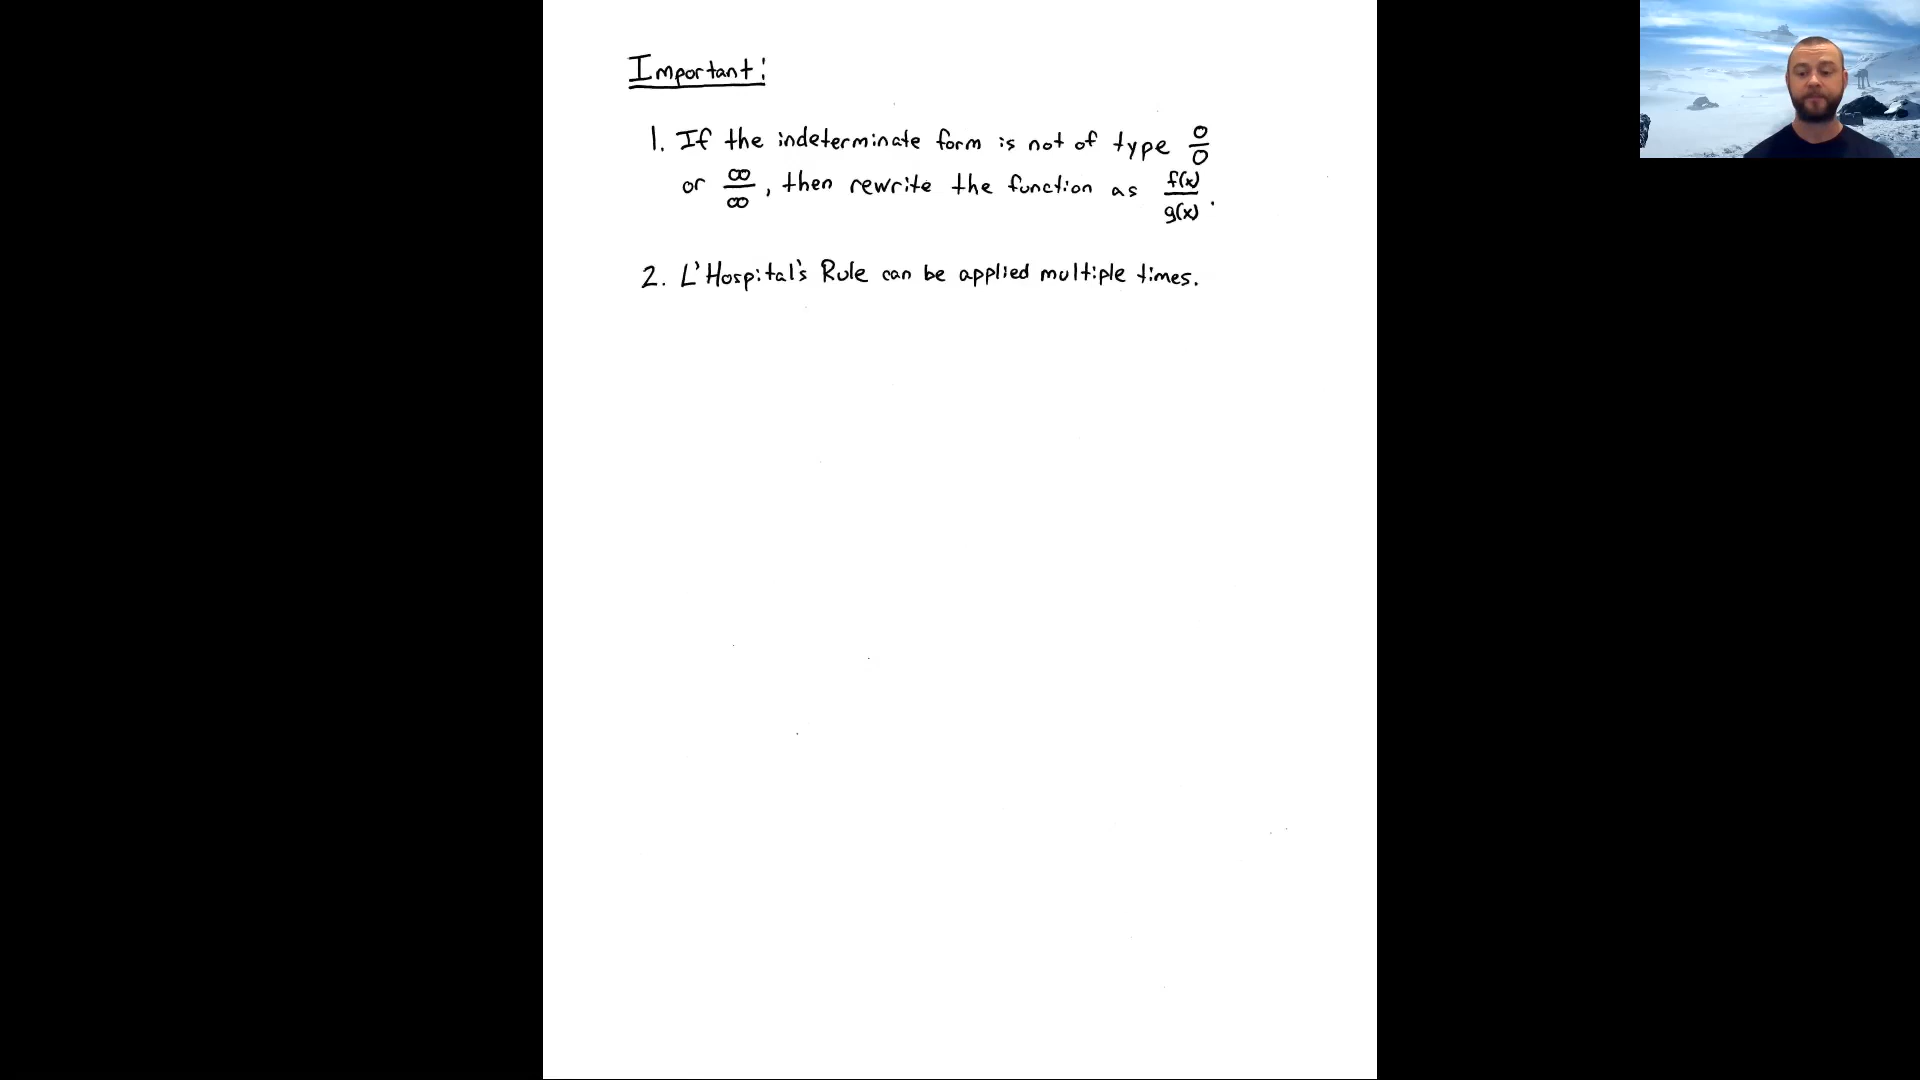 Important:
1. If the indeterminate form is not of type 0/0
or ∞/∞, then rewrite the function as f(x)/g(x).
2. L'Hospital's Rule can be applied multiple times.